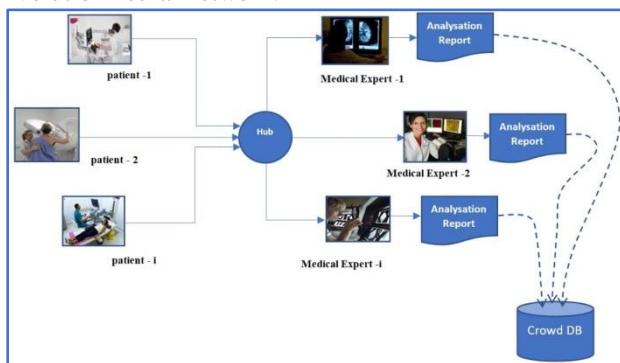 patient -1
patient - 2
patient - i
Hub
Medical Expert -1
Medical Expert -2
Medical Expert -i
Analysation
Report
Analysation
Report
Analysation
Report
Crowd DB